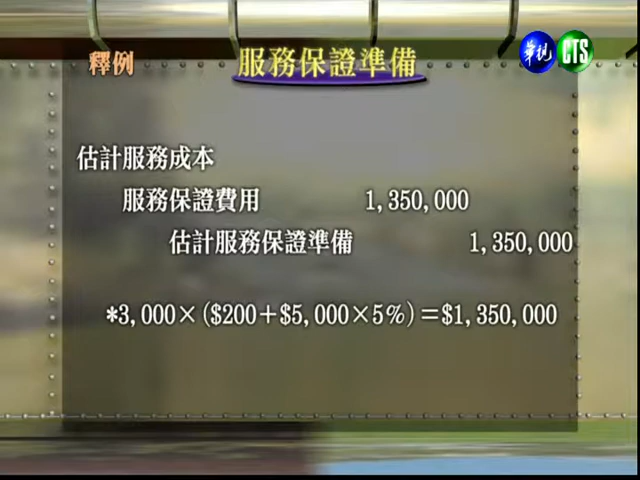 釋例
服務保證準備
華視 CTS
估計服務成本
服務保證費用 1,350,000
估計服務保證準備 1,350,000
*3,000×($200+$5,000×5%)=$1,350,000